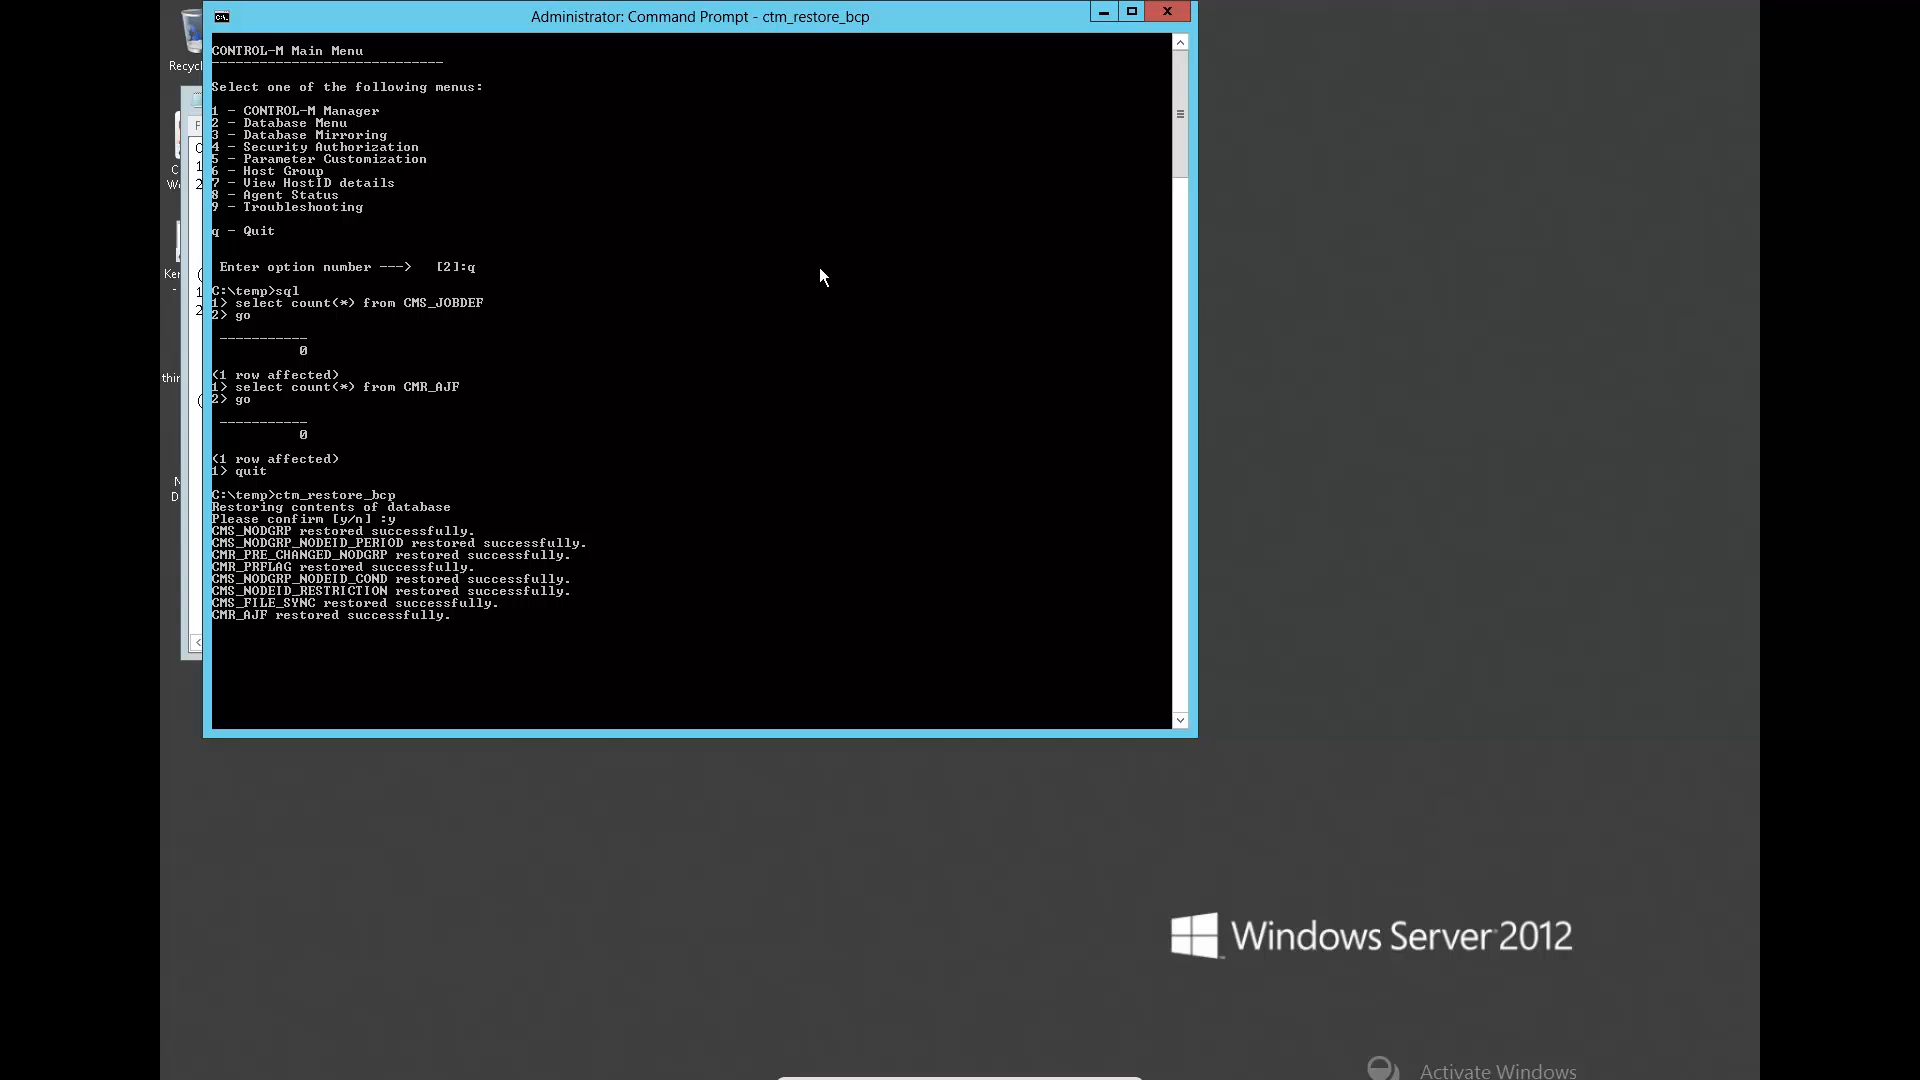 Administrator: Command Prompt - ctm_restore_bcp
Recycl
CONTROL-M Main Menu
-----------------------------
Select one of the following menus:
1 - CONTROL-M Manager
2 - Database Menu
3 - Database Mirroring
4 - Security Authorization
5 - Parameter Customization
6 - Host Group
7 - View HostID details
8 - Agent Status
9 - Troubleshooting
q - Quit
Enter option number --->   [2]:q
C:\temp>sql
1> select count(*) from CMS_JOBDEF
2> go
-----------
0
(1 row affected)
1> select count(*) from CMR_AJF
2> go
-----------
0
(1 row affected)
1> quit
C:\temp>ctm_restore_bcp
Restoring contents of database
Please confirm [y/n] :y
CMS_NODGRP restored successfully.
CMS_NODGRP_NODEID_PERIOD restored successfully.
CMR_PRE_CHANGED_NODGRP restored successfully.
CMR_PRFLAG restored successfully.
CMS_NODGRP_NODEID_COND restored successfully.
CMS_NODEID_RESTRICTION restored successfully.
CMS_FILE_SYNC restored successfully.
CMR_AJF restored successfully.
Windows Server 2012
Activate Windows